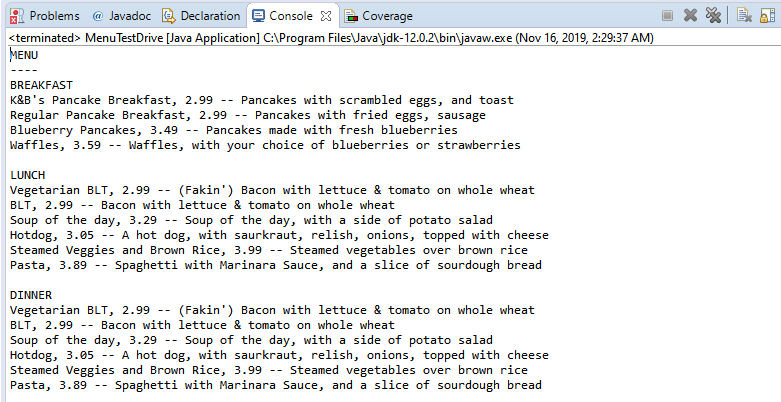 Problems @ Javadoc Declaration Console Coverage
<terminated> MenuTestDrive [Java Application] C:\Program Files\Java\jdk-12.0.2\bin\javaw.exe (Nov 16, 2019, 2:29:37 AM)
MENU
----
BREAKFAST
K&B's Pancake Breakfast, 2.99 -- Pancakes with scrambled eggs, and toast
Regular Pancake Breakfast, 2.99 -- Pancakes with fried eggs, sausage
Blueberry Pancakes, 3.49 -- Pancakes made with fresh blueberries
Waffles, 3.59 -- Waffles, with your choice of blueberries or strawberries

LUNCH
Vegetarian BLT, 2.99 -- (Fakin') Bacon with lettuce & tomato on whole wheat
BLT, 2.99 -- Bacon with lettuce & tomato on whole wheat
Soup of the day, 3.29 -- Soup of the day, with a side of potato salad
Hotdog, 3.05 -- A hot dog, with saurkraut, relish, onions, topped with cheese
Steamed Veggies and Brown Rice, 3.99 -- Steamed vegetables over brown rice
Pasta, 3.89 -- Spaghetti with Marinara Sauce, and a slice of sourdough bread

DINNER
Vegetarian BLT, 2.99 -- (Fakin') Bacon with lettuce & tomato on whole wheat
BLT, 2.99 -- Bacon with lettuce & tomato on whole wheat
Soup of the day, 3.29 -- Soup of the day, with a side of potato salad
Hotdog, 3.05 -- A hot dog, with saurkraut, relish, onions, topped with cheese
Steamed Veggies and Brown Rice, 3.99 -- Steamed vegetables over brown rice
Pasta, 3.89 -- Spaghetti with Marinara Sauce, and a slice of sourdough bread